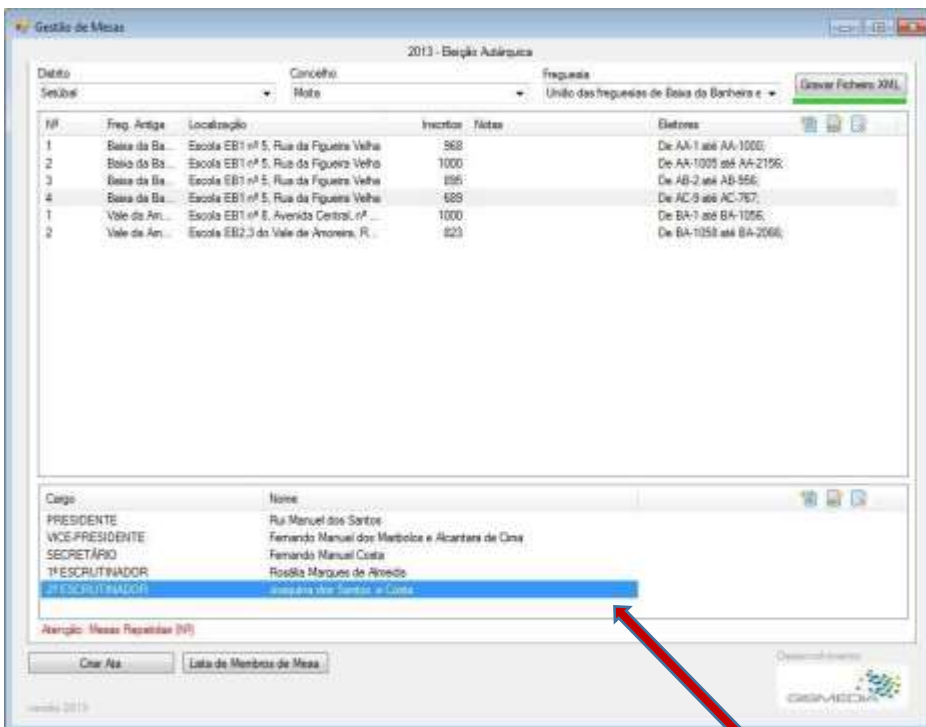 Gestão de Mesas
2013 - Eleição Autárquica
Distrito Concelho Freguesia
Setúbal Moita União das freguesias de Baixa da Banheira e
Gravar Ficheiro XML
Nº Freg. Antiga Localização Inscritos Notas Eleitores
1 Baixa da Ba... Escola EB1 nº 5, Rua da Figueira Velha 968 De AA-1 até AA-1000;
2 Baixa da Ba... Escola EB1 nº 5, Rua da Figueira Velha 1000 De AA-1005 até AA-2156;
3 Baixa da Ba... Escola EB1 nº 5, Rua da Figueira Velha 895 De AB-2 até AB-956;
4 Baixa da Ba... Escola EB1 nº 5, Rua da Figueira Velha 689 De AC-9 até AC-767;
1 Vale da Am... Escola EB1 nº 8, Avenida Central, nº ... 1000 De BA-1 até BA-1056;
2 Vale da Am... Escola EB2,3 do Vale de Amoreira, R... 823 De BA-1058 até BA-2068;
Cargo Nome
PRESIDENTE Rui Manuel dos Santos
VICE-PRESIDENTE Fernando Manuel dos e Alcantara de Cima
SECRETÁRIO Fernando Manuel Costa
1º ESCRUTINADOR Rosália Marques de Almeida
2º ESCRUTINADOR Joaquina dos Santos e Costa
Atenção: Mesas Repetidas (Nº)
Criar Ata Lista de Membros de Mesa
Desenvolvimento
GISMEDIA
versão 2013